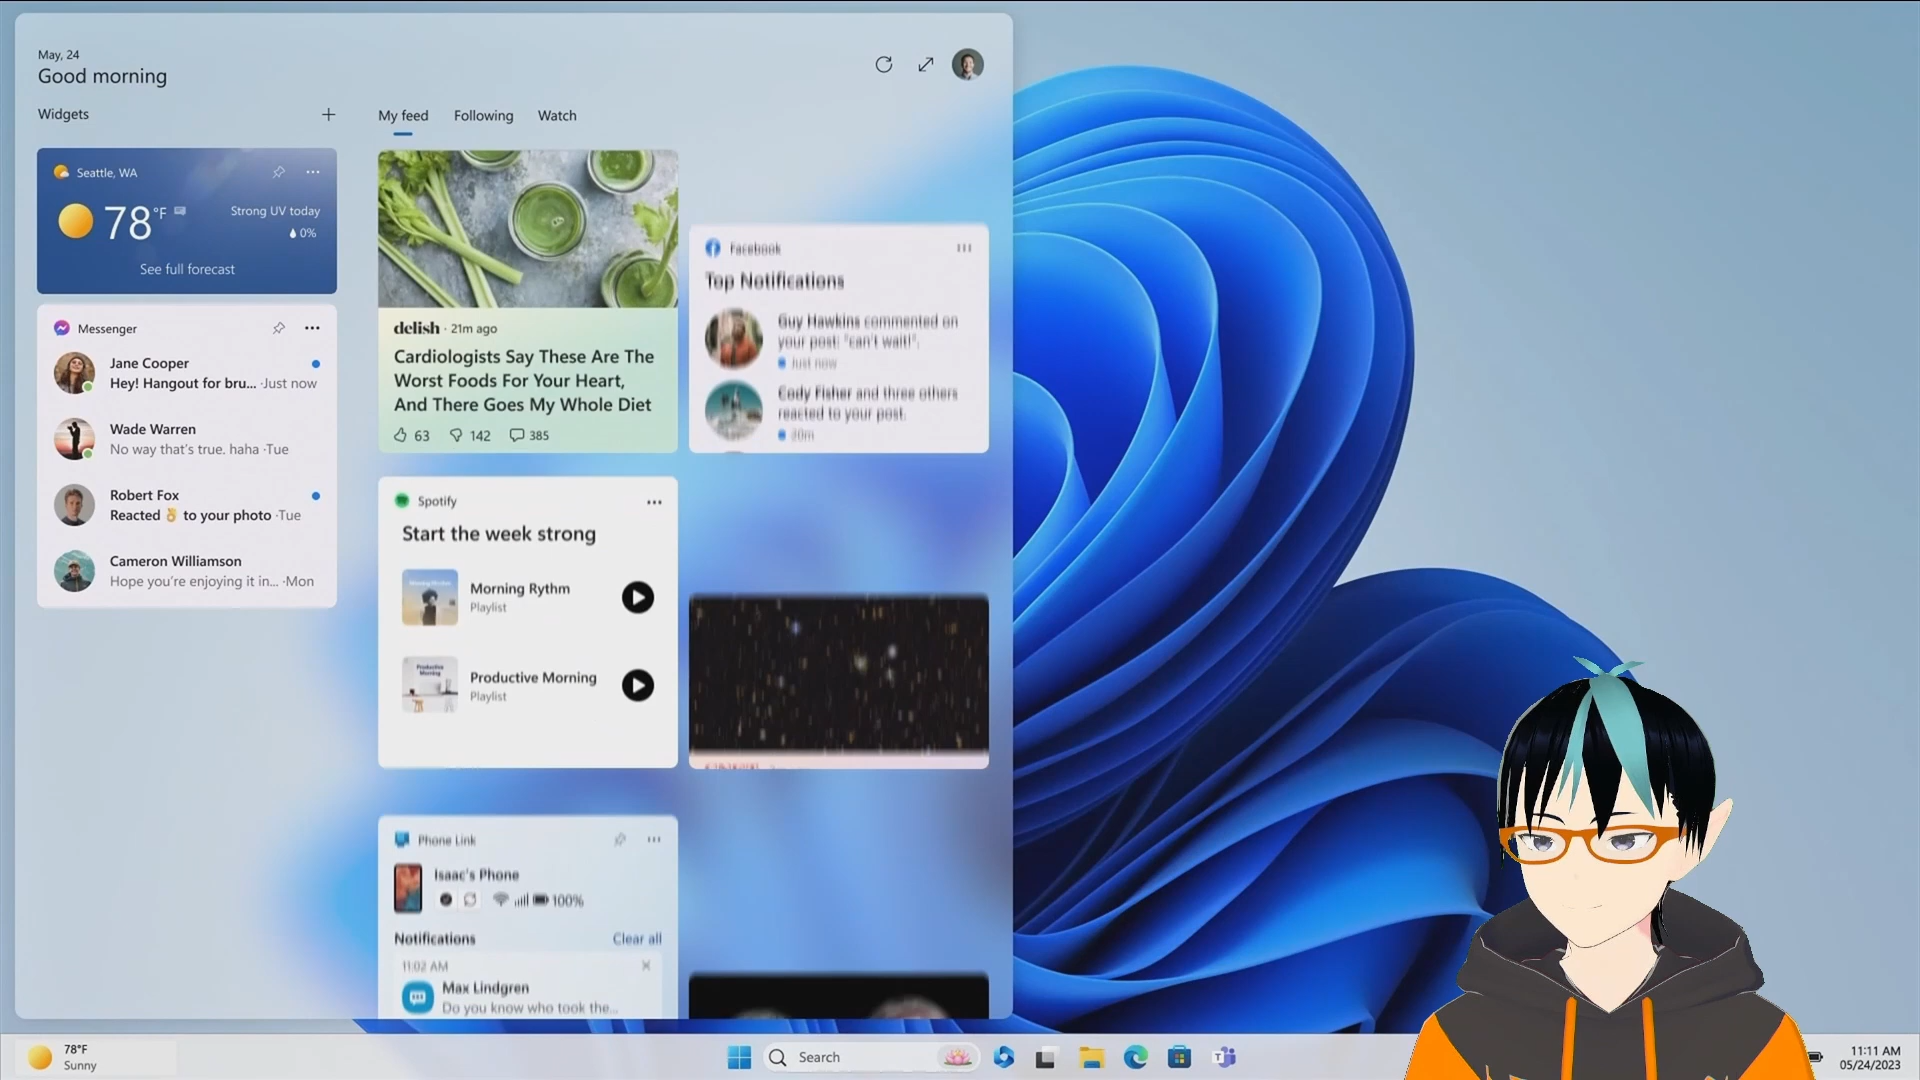 May, 24
Good morning
Widgets
My feed
Following
Watch
Seattle, WA
78°F
Strong UV today
0%
See full forecast
Messenger
Jane Cooper
Hey! Hangout for bru... ·Just now
Wade Warren
No way that's true. haha ·Tue
Robert Fox
Reacted 👌 to your photo ·Tue
Cameron Williamson
Hope you're enjoying it in... ·Mon
delish · 21m ago
Cardiologists Say These Are The
Worst Foods For Your Heart,
And There Goes My Whole Diet
63
142
385
Facebook
Top Notifications
Guy Hawkins commented on
your post: "can't wait!".
Just now
Cody Fisher and three others
reacted to your post.
30m
Spotify
Start the week strong
Morning Rythm
Playlist
Productive Morning
Playlist
Phone Link
Isaac's Phone
100%
Notifications
Clear all
11:02 AM
Max Lindgren
Do you know who took the...
78°F
Sunny
Search
11:11 AM
05/24/2023